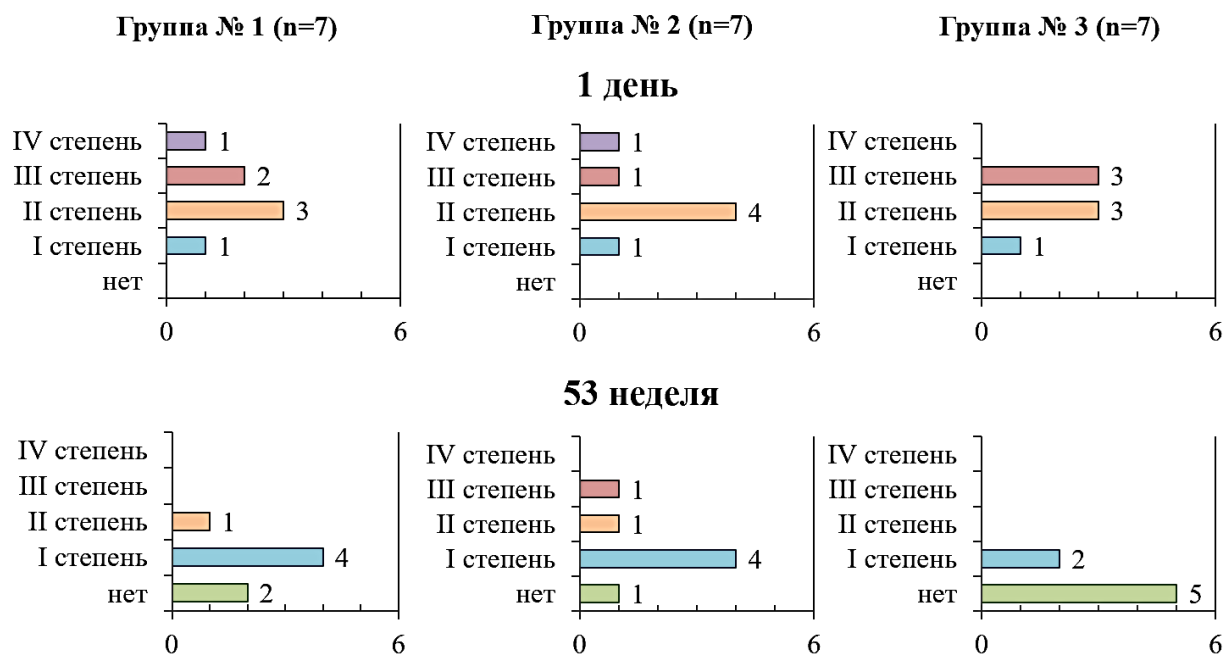 Группа № 1 (n=7)
Группа № 2 (n=7)
Группа № 3 (n=7)
1 день
IV степень 1
III степень 2
II степень 3
I степень 1
нет
0 6
IV степень 1
III степень 1
II степень 4
I степень 1
нет
0 6
IV степень
III степень 3
II степень 3
I степень 1
нет
0 6
53 неделя
IV степень
III степень
II степень 1
I степень 4
нет 2
0 6
IV степень
III степень 1
II степень 1
I степень 4
нет 1
0 6
IV степень
III степень
II степень
I степень 2
нет 5
0 6